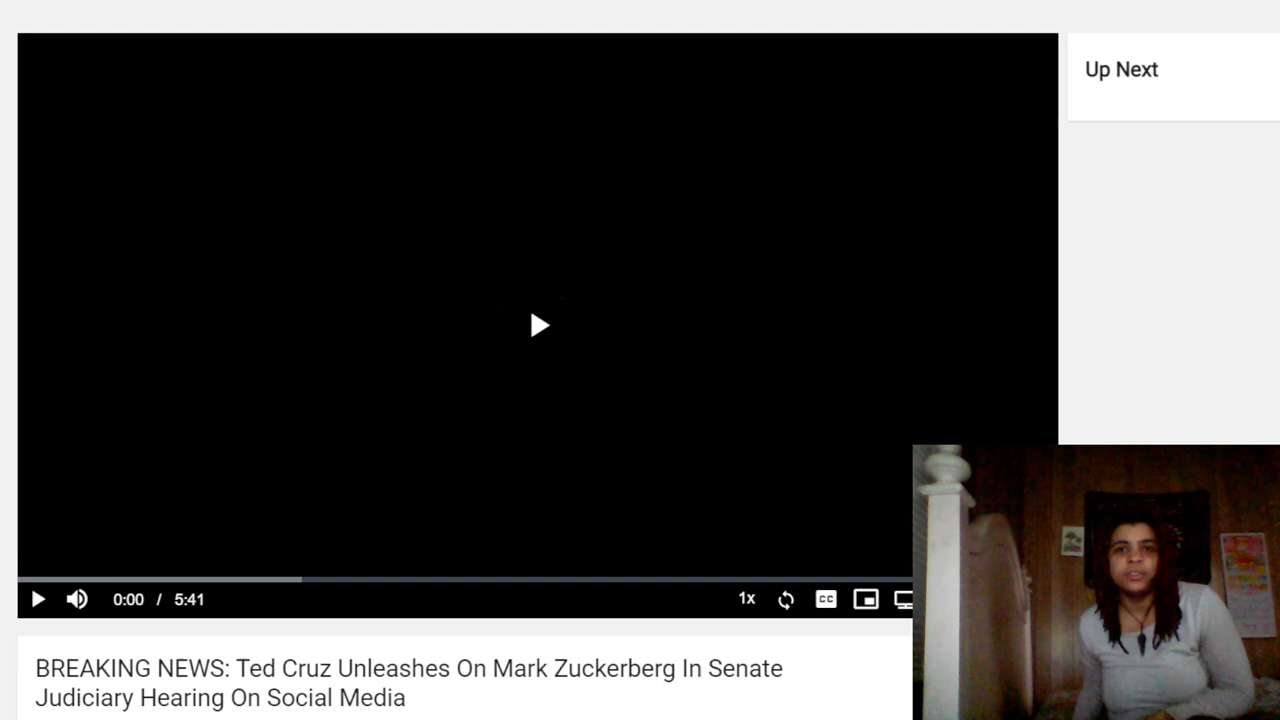 Up Next
CC
0:00 / 5:41
1x
BREAKING NEWS: Ted Cruz Unleashes On Mark Zuckerberg In Senate
Judiciary Hearing On Social Media